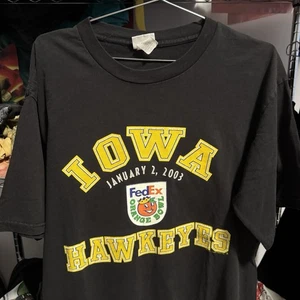 IOWA
JANUARY 2, 2003
FedEx
ORANGE BOWL
HAWKEYES